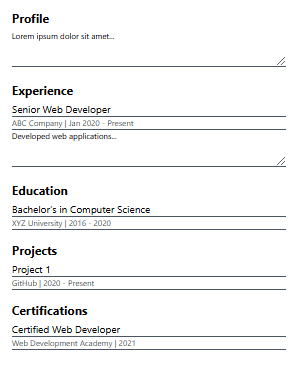 Profile
Lorem ipsum dolor sit amet...
Experience
Senior Web Developer
ABC Company | Jan 2020 - Present
Developed web applications...
Education
Bachelor's in Computer Science
XYZ University | 2016 - 2020
Projects
Project 1
GitHub | 2020 - Present
Certifications
Certified Web Developer
Web Development Academy | 2021